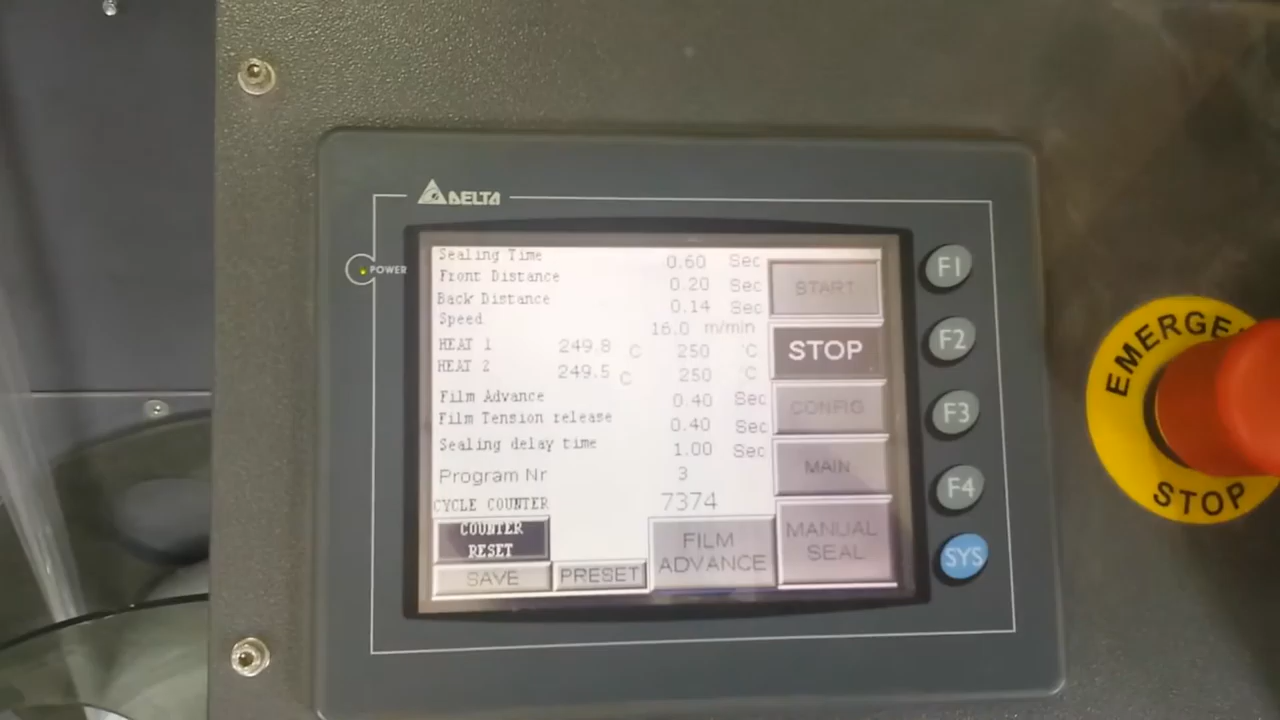 DELTA
POWER
Sealing Time 0.60 Sec
Front Distance 0.20 Sec
Back Distance 0.14 Sec
Speed 16.0 m/min
HEAT 1 249.8 C 250 °C
HEAT 2 249.5 C 250 °C
Film Advance 0.40 Sec
Film Tension release 0.40 Sec
Sealing delay time 1.00 Sec
Program Nr 3
CYCLE COUNTER 7374
COUNTER
RESET
SAVE
PRESET
FILM
ADVANCE
START
STOP
CONFIG
MAIN
MANUAL
SEAL
F1
F2
F3
F4
SYS
STOP